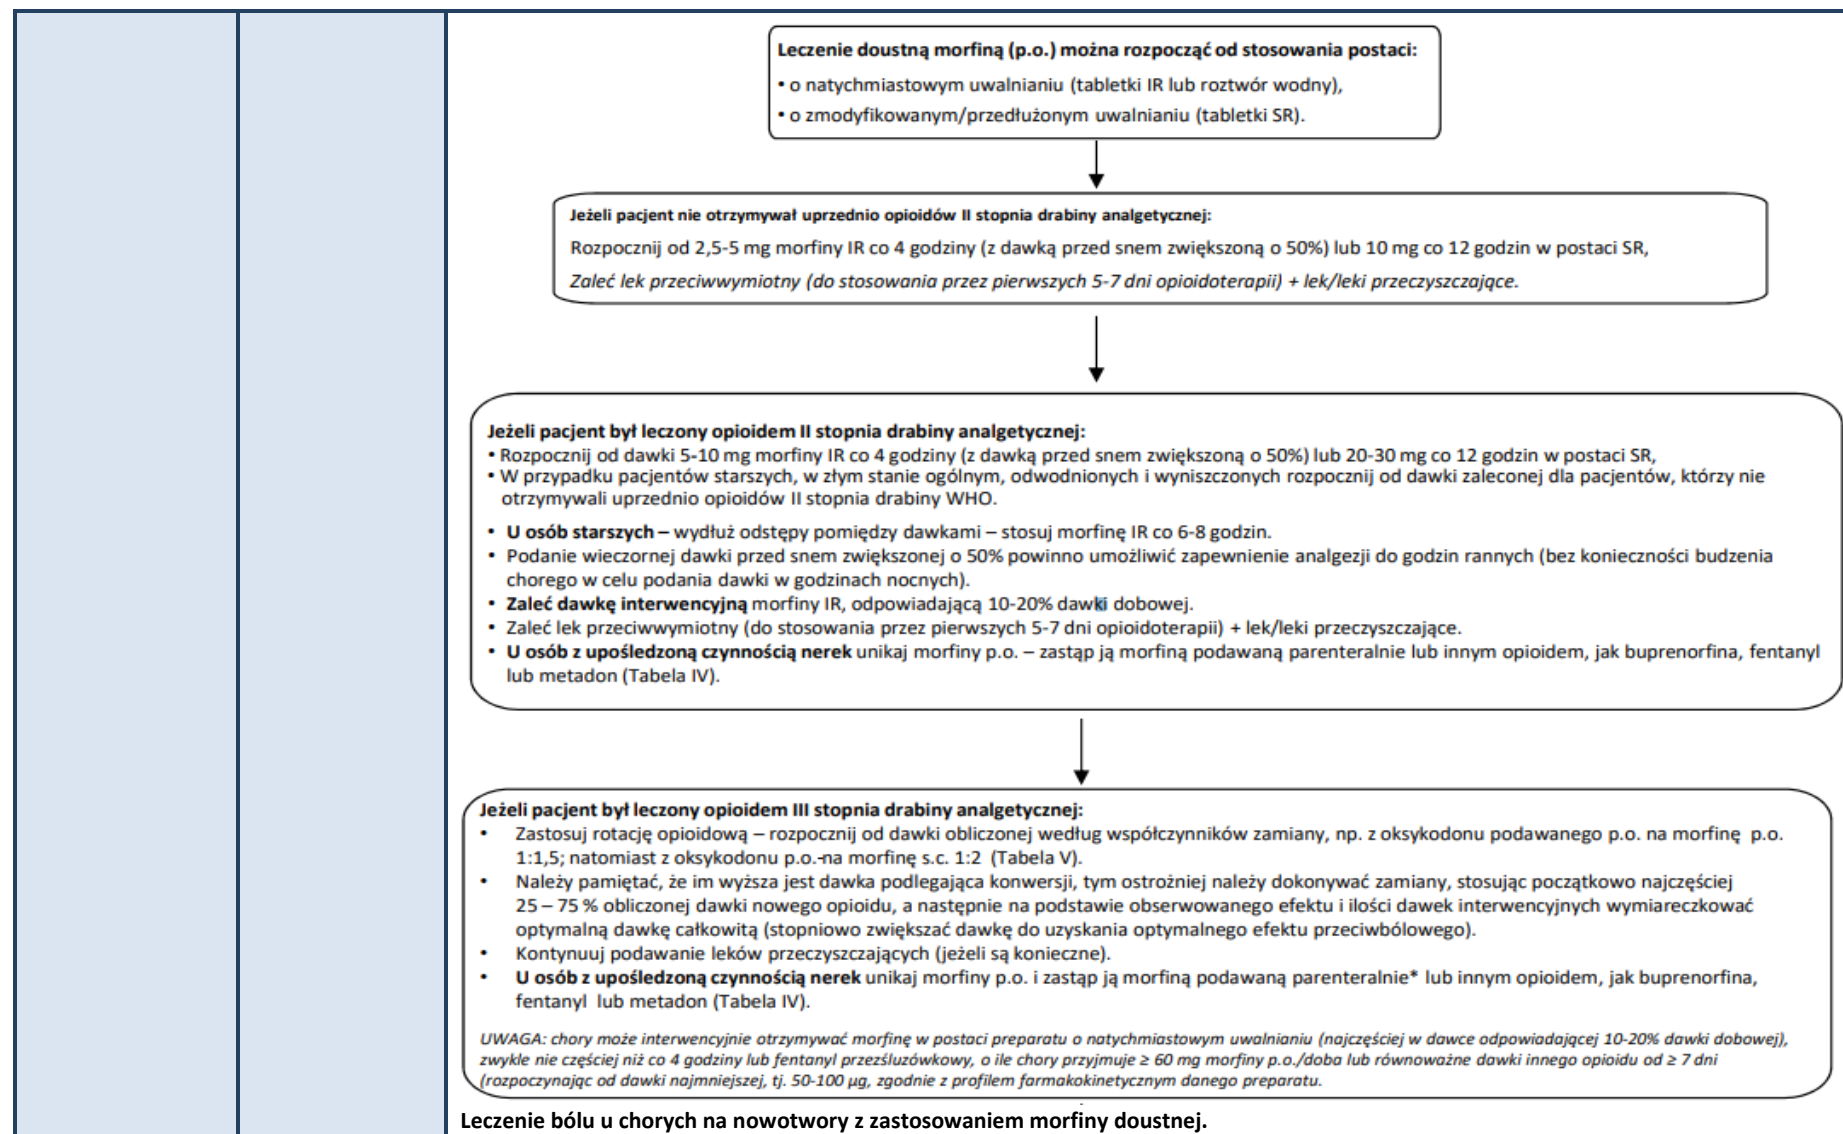 Leczenie doustną morfiną (p.o.) można rozpocząć od stosowania postaci:
• o natychmiastowym uwalnianiu (tabletki IR lub roztwór wodny),
• o zmodyfikowanym/przedłużonym uwalnianiu (tabletki SR).
Jeżeli pacjent nie otrzymywał uprzednio opioidów II stopnia drabiny analgetycznej:
Rozpocznij od 2,5-5 mg morfiny IR co 4 godziny (z dawką przed snem zwiększoną o 50%) lub 10 mg co 12 godzin w postaci SR,
Zaleć lek przeciwwymiotny (do stosowania przez pierwszych 5-7 dni opioidoterapii) + lek/leki przeczyszczające.
Jeżeli pacjent był leczony opioidem II stopnia drabiny analgetycznej:
• Rozpocznij od dawki 5-10 mg morfiny IR co 4 godziny (z dawką przed snem zwiększoną o 50%) lub 20-30 mg co 12 godzin w postaci SR,
• W przypadku pacjentów starszych, w złym stanie ogólnym, odwodnionych i wyniszczonych rozpocznij od dawki zaleconej dla pacjentów, którzy nie
otrzymywali uprzednio opioidów II stopnia drabiny WHO.
• U osób starszych – wydłuż odstępy pomiędzy dawkami – stosuj morfinę IR co 6-8 godzin.
• Podanie wieczornej dawki przed snem zwiększonej o 50% powinno umożliwić zapewnienie analgezji do godzin rannych (bez konieczności budzenia
chorego w celu podania dawki w godzinach nocnych).
• Zaleć dawkę interwencyjną morfiny IR, odpowiadającą 10-20% dawki dobowej.
• Zaleć lek przeciwwymiotny (do stosowania przez pierwszych 5-7 dni opioidoterapii) + lek/leki przeczyszczające.
• U osób z upośledzoną czynnością nerek unikaj morfiny p.o. – zastąp ją morfiną podawaną parenteralnie lub innym opioidem, jak buprenorfina, fentanyl
lub metadon (Tabela IV).
Jeżeli pacjent był leczony opioidem III stopnia drabiny analgetycznej:
• Zastosuj rotację opioidową – rozpocznij od dawki obliczonej według współczynników zamiany, np. z oksykodonu podawanego p.o. na morfinę p.o.
1:1,5; natomiast z oksykodonu p.o.-na morfinę s.c. 1:2 (Tabela V).
• Należy pamiętać, że im wyższa jest dawka podlegająca konwersji, tym ostrożniej należy dokonywać zamiany, stosując początkowo najczęściej
25 – 75 % obliczonej dawki nowego opioidu, a następnie na podstawie obserwowanego efektu i ilości dawek interwencyjnych wymiareczkować
optymalną dawkę całkowitą (stopniowo zwiększać dawkę do uzyskania optymalnego efektu przeciwbólowego).
• Kontynuuj podawanie leków przeczyszczających (jeżeli są konieczne).
• U osób z upośledzoną czynnością nerek unikaj morfiny p.o. i zastąp ją morfiną podawaną parenteralnie* lub innym opioidem, jak buprenorfina,
fentanyl lub metadon (Tabela IV).
UWAGA: chory może interwencyjnie otrzymywać morfinę w postaci preparatu o natychmiastowym uwalnianiu (najczęściej w dawce odpowiadającej 10-20% dawki dobowej),
zwykle nie częściej niż co 4 godziny lub fentanyl przezśluzówkowy, o ile chory przyjmuje ≥ 60 mg morfiny p.o./doba lub równoważne dawki innego opioidu od ≥ 7 dni
(rozpoczynając od dawki najmniejszej, tj. 50-100 µg, zgodnie z profilem farmakokinetycznym danego preparatu.
Leczenie bólu u chorych na nowotwory z zastosowaniem morfiny doustnej.